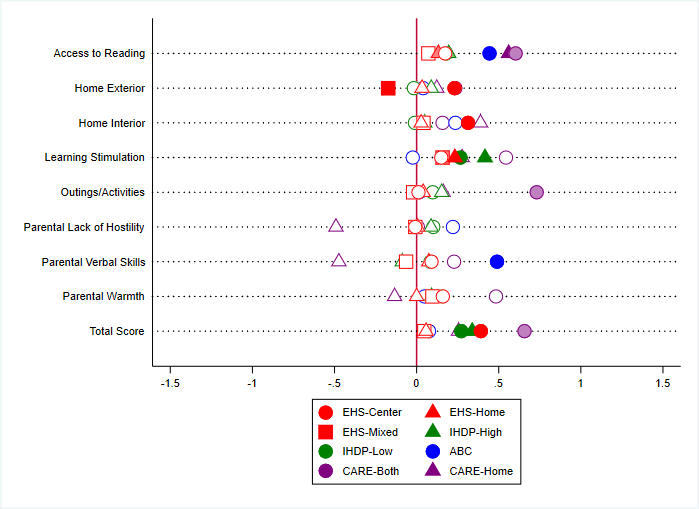 Access to Reading
Home Exterior
Home Interior
Learning Stimulation
Outings/Activities
Parental Lack of Hostility
Parental Verbal Skills
Parental Warmth
Total Score
-1.5 -1 -.5 0 .5 1 1.5
EHS-Center EHS-Home
EHS-Mixed IHDP-High
IHDP-Low ABC
CARE-Both CARE-Home